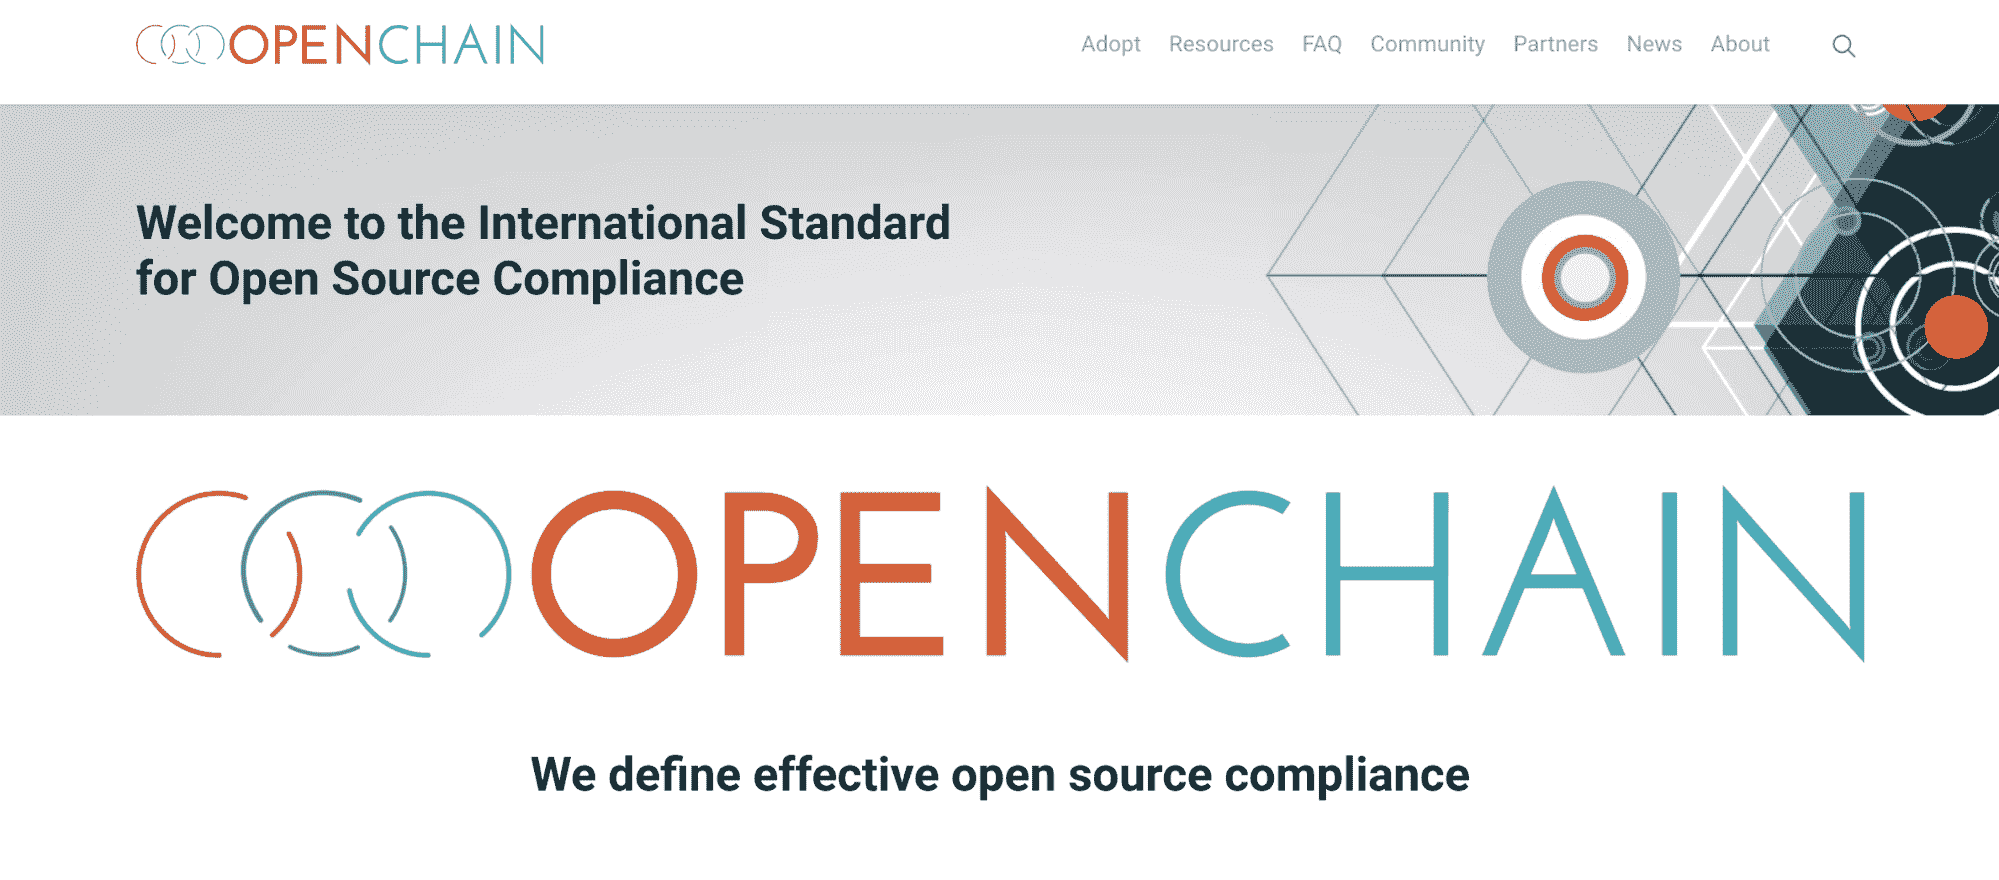 OPENCHAIN
Adopt Resources FAQ Community Partners News About
Welcome to the International Standard
for Open Source Compliance
OPENCHAIN
We define effective open source compliance